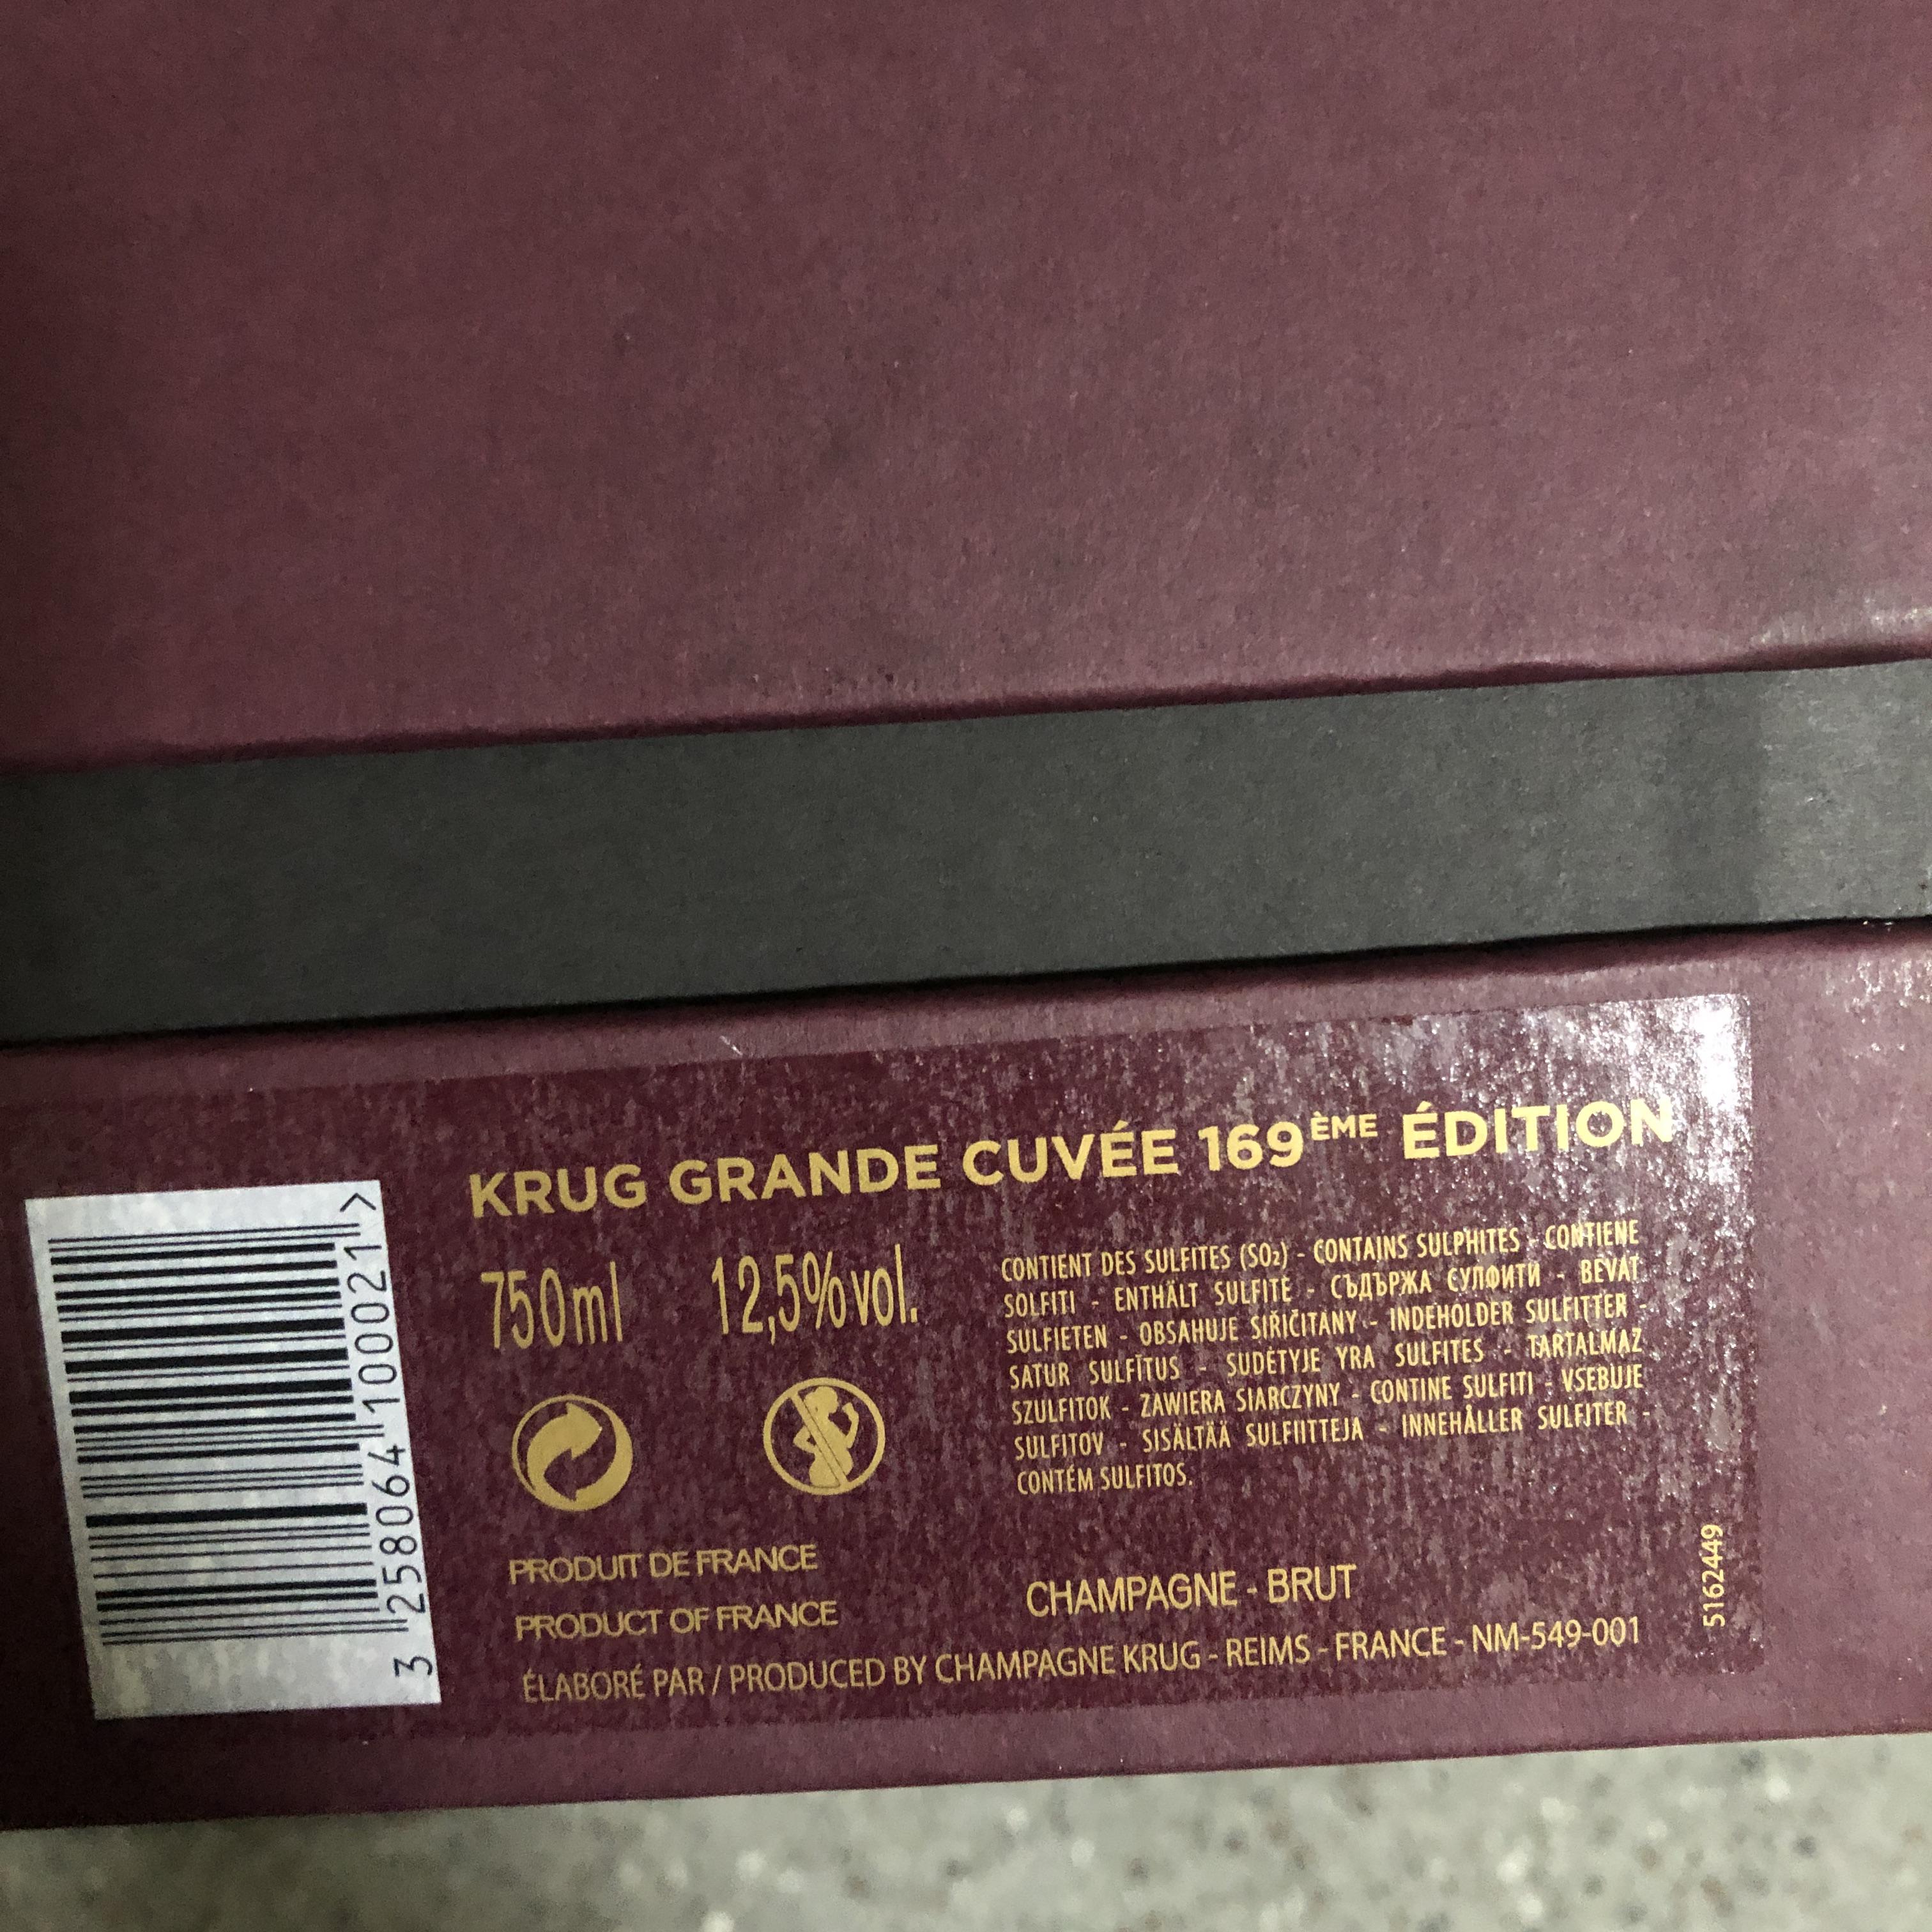 KRUG GRANDE CUVÉE 169ÈME ÉDITION
750ml 12,5%vol.
CONTIENT DES SULFITES (SO₂) - CONTAINS SULPHITES - CONTIENE
SOLFITI - ENTHÄLT SULFITE - СЪДЪРЖА СУЛФИТИ - BEVAT
SULFIETEN - OBSAHUJE SIŘIČITANY - INDEHOLDER SULFITTER -
SATUR SULFĪTUS - SUDĖTYJE YRA SULFITES - TARTALMAZ
SZULFITOK - ZAWIERA SIARCZYNY - CONTINE SULFITI - VSEBUJE
SULFITOV - SISÄLTÄÄ SULFIITTEJA - INNEHÅLLER SULFITER -
CONTÉM SULFITOS.
PRODUIT DE FRANCE
PRODUCT OF FRANCE
CHAMPAGNE - BRUT
ÉLABORÉ PAR / PRODUCED BY CHAMPAGNE KRUG - REIMS - FRANCE - NM-549-001
5162449
3 258064 100021 >